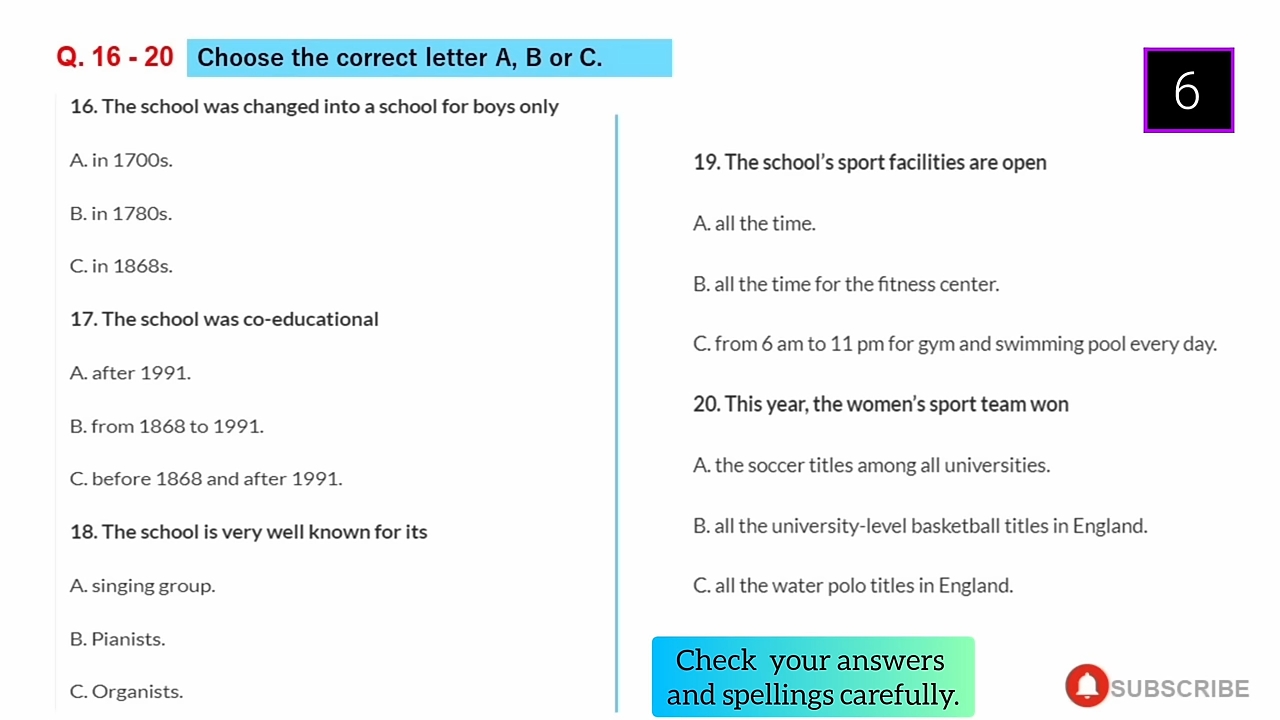 Q. 16 - 20 Choose the correct letter A, B or C.
6
16. The school was changed into a school for boys only
A. in 1700s.
B. in 1780s.
C. in 1868s.
17. The school was co-educational
A. after 1991.
B. from 1868 to 1991.
C. before 1868 and after 1991.
18. The school is very well known for its
A. singing group.
B. Pianists.
C. Organists.
19. The school’s sport facilities are open
A. all the time.
B. all the time for the fitness center.
C. from 6 am to 11 pm for gym and swimming pool every day.
20. This year, the women’s sport team won
A. the soccer titles among all universities.
B. all the university-level basketball titles in England.
C. all the water polo titles in England.
Check your answers
and spellings carefully.
SUBSCRIBE